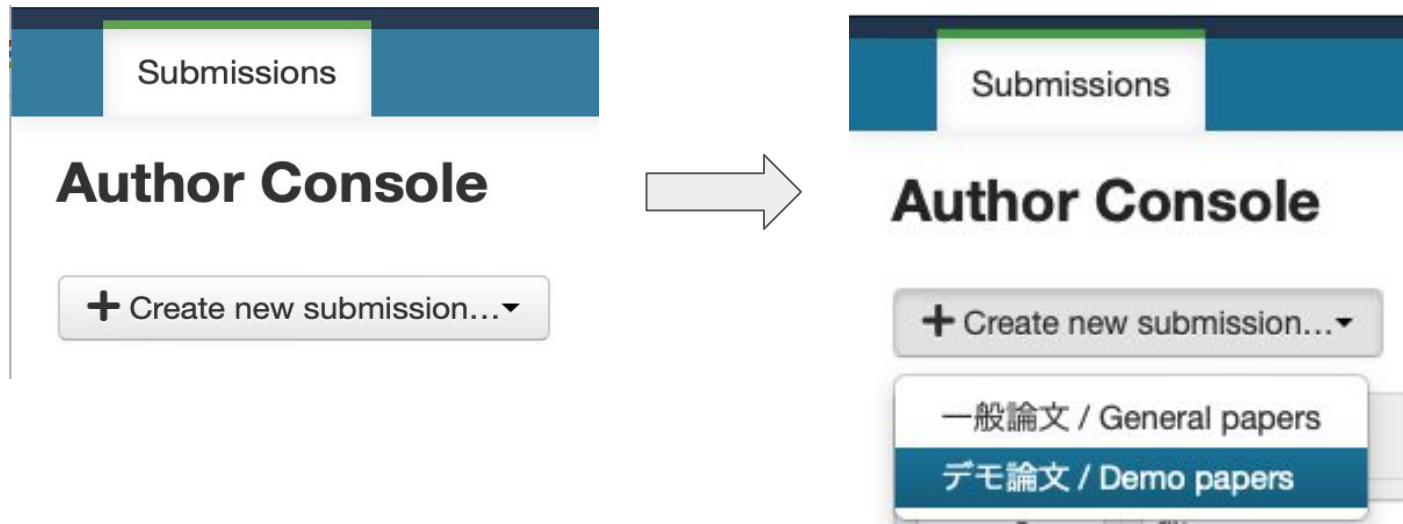 Submissions
Author Console
Create new submission...
Submissions
Author Console
Create new submission...
一般論文 / General papers
デモ論文 / Demo papers